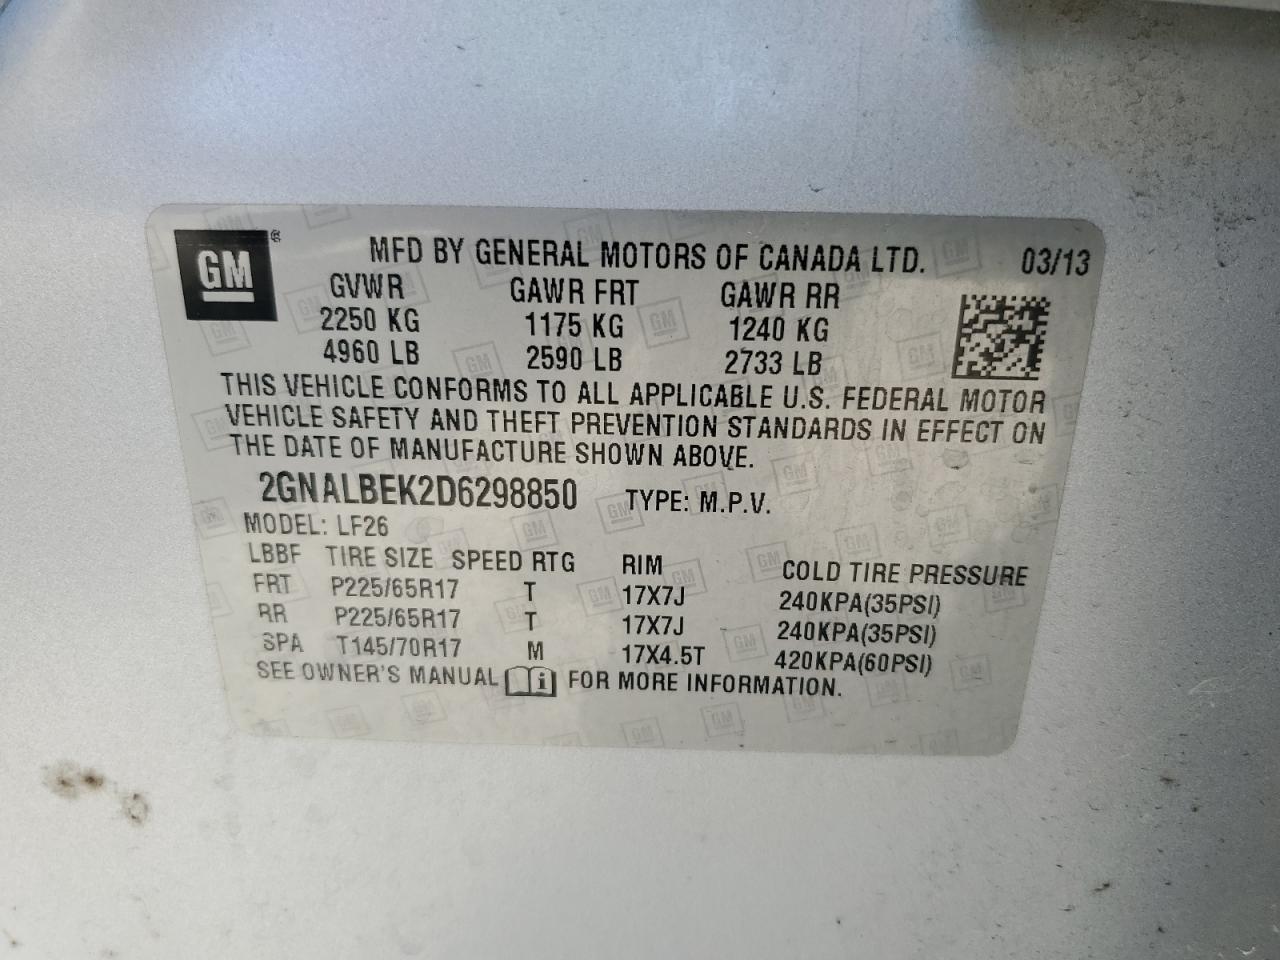 GM ®
MFD BY GENERAL MOTORS OF CANADA LTD. 03/13
GVWR GAWR FRT GAWR RR
2250 KG 1175 KG 1240 KG
4960 LB 2590 LB 2733 LB
THIS VEHICLE CONFORMS TO ALL APPLICABLE U.S. FEDERAL MOTOR
VEHICLE SAFETY AND THEFT PREVENTION STANDARDS IN EFFECT ON
THE DATE OF MANUFACTURE SHOWN ABOVE.
2GNALBEK2D6298850 TYPE: M.P.V.
MODEL: LF26
LBBF TIRE SIZE SPEED RTG RIM COLD TIRE PRESSURE
FRT P225/65R17 T 17X7J 240KPA(35PSI)
RR P225/65R17 T 17X7J 240KPA(35PSI)
SPA T145/70R17 M 17X4.5T 420KPA(60PSI)
SEE OWNER'S MANUAL i FOR MORE INFORMATION.